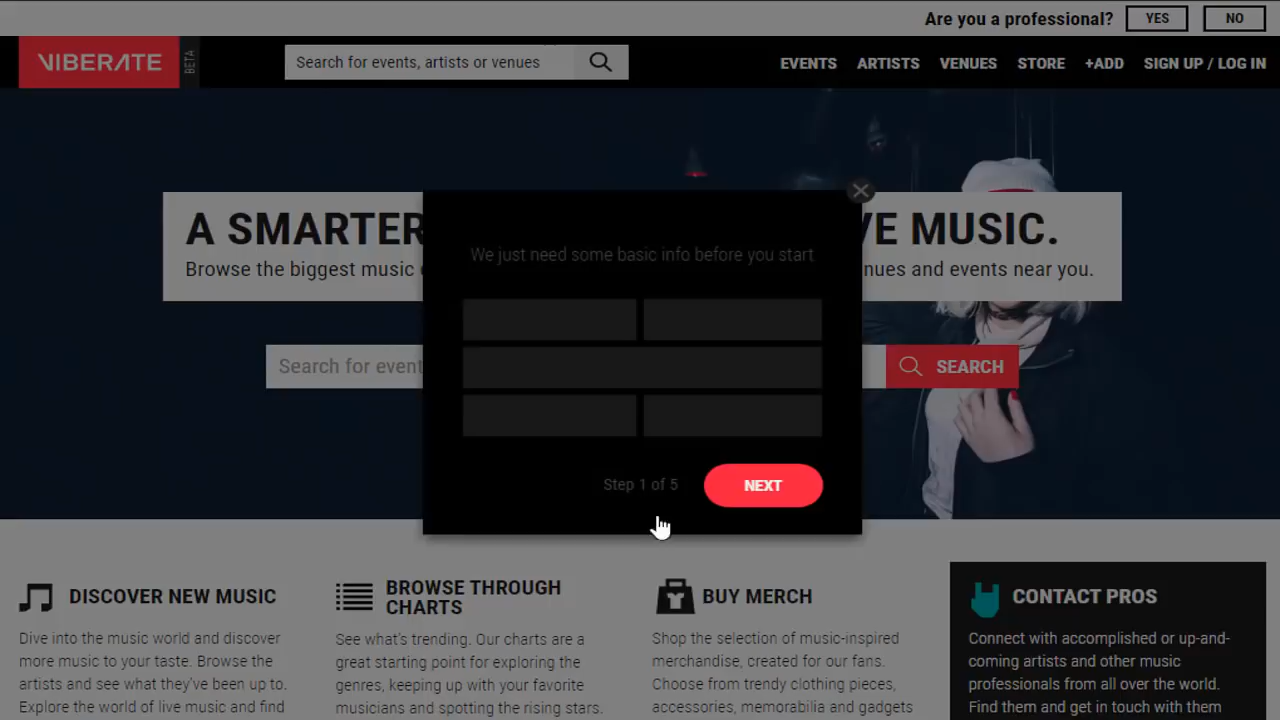 Are you a professional?
YES
NO
VIBERATE
BETA
Search for events, artists or venues
EVENTS
ARTISTS
VENUES
STORE
+ADD
SIGN UP / LOG IN
A SMARTER
VE MUSIC.
Browse the biggest music
nues and events near you.
We just need some basic info before you start
Search for event
SEARCH
Step 1 of 5
NEXT
DISCOVER NEW MUSIC
Dive into the music world and discover
more music to your taste. Browse the
artists and see what they've been up to.
Explore the world of live music and find
BROWSE THROUGH
CHARTS
See what's trending. Our charts are a
great starting point for exploring the
genres, keeping up with your favorite
musicians and spotting the rising stars.
BUY MERCH
Shop the selection of music-inspired
merchandise, created for our fans.
Choose from trendy clothing pieces,
accessories, memorabilia and gadgets
CONTACT PROS
Connect with accomplished or up-and-
coming artists and other music
professionals from all over the world.
Find them and get in touch with them